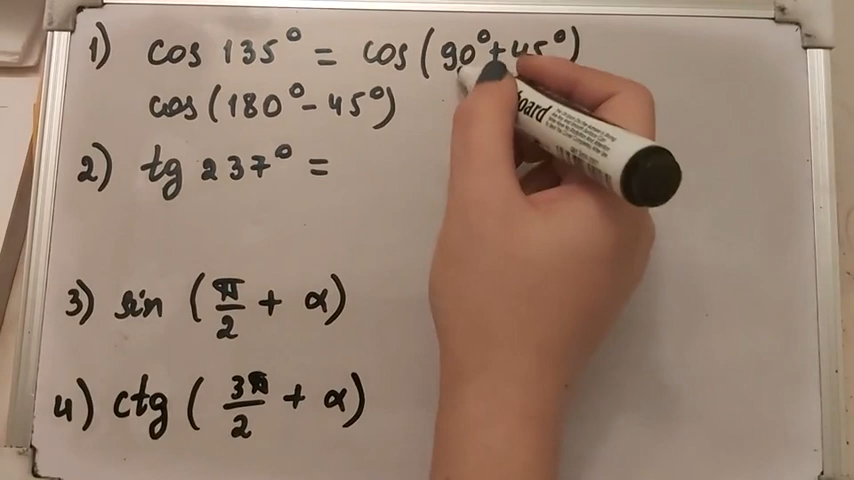 1) cos 135° = cos (90° + 45°)
cos (180° - 45°)
2) tg 237° =
3) sin (π/2 + α)
4) ctg (3π/2 + α)
board